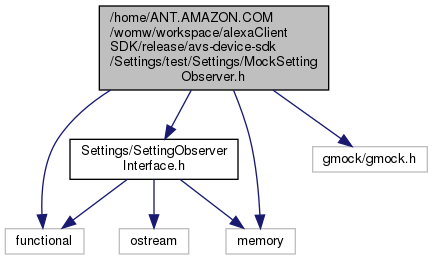 /home/ANT.AMAZON.COM
/womw/workspace/alexaClient
SDK/release/avs-device-sdk
/Settings/test/Settings/MockSetting
Observer.h
Settings/SettingObserver
Interface.h
gmock/gmock.h
functional
ostream
memory